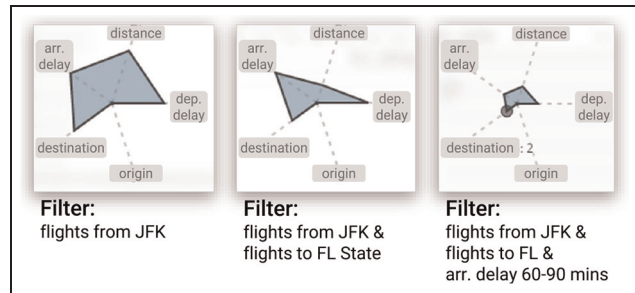 distance
arr.
delay
dep.
delay
destination
origin
Filter:
flights from JFK
distance
arr.
delay
dep.
delay
destination
origin
Filter:
flights from JFK &
flights to FL State
distance
arr.
delay
dep.
delay
destination : 2
origin
Filter:
flights from JFK &
flights to FL &
arr. delay 60-90 mins